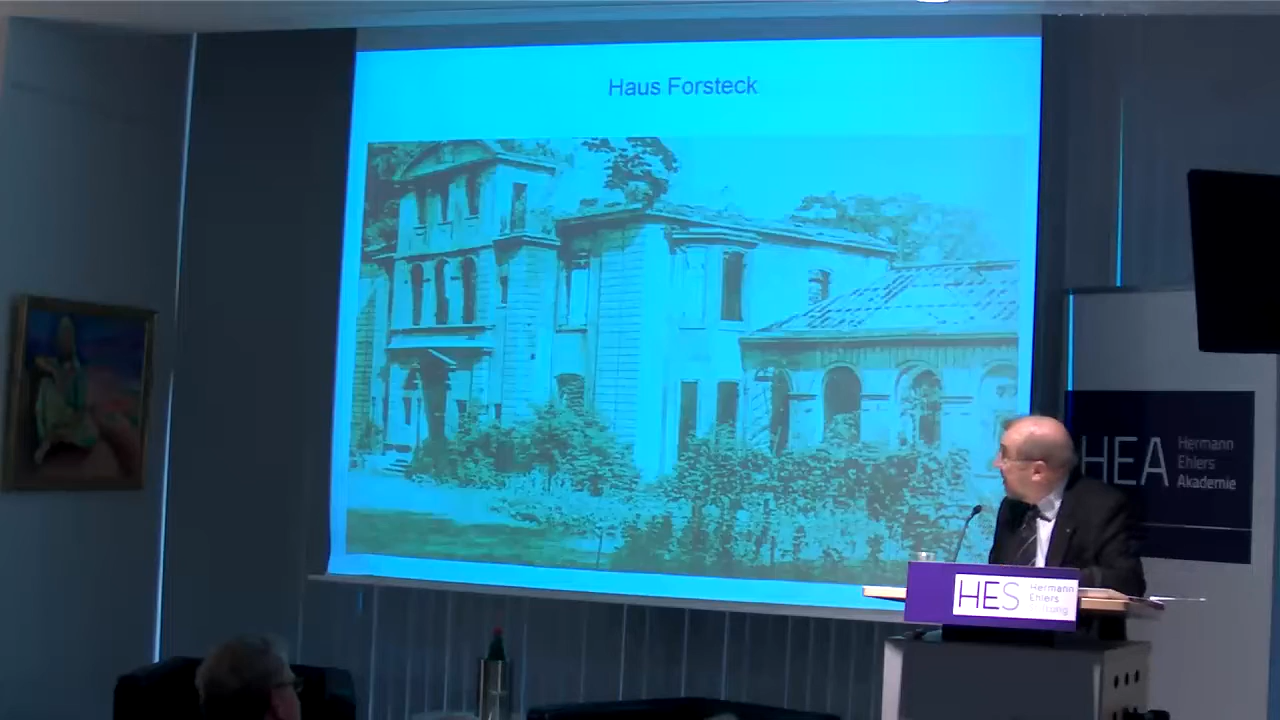 Haus Forsteck
HEA
Hermann
Ehlers
Akademie
HES
Hermann
Ehlers